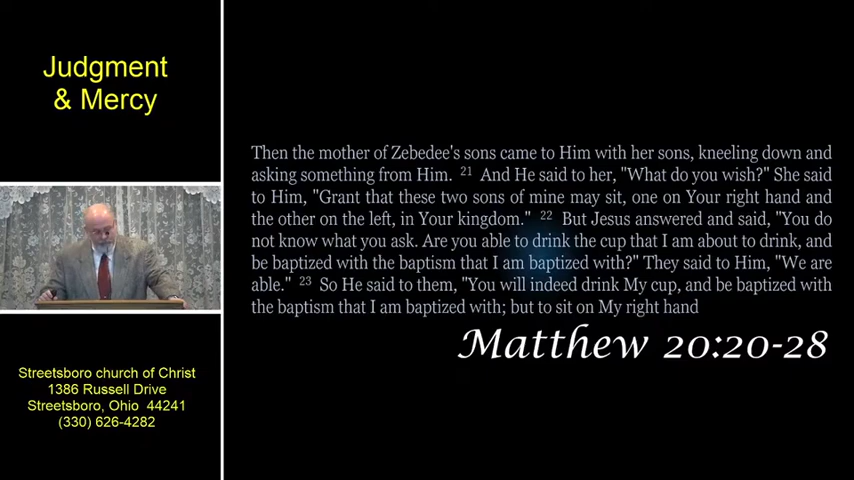 Judgment
& Mercy
Streetsboro church of Christ
1386 Russell Drive
Streetsboro, Ohio  44241
(330) 626-4282
Then the mother of Zebedee's sons came to Him with her sons, kneeling down and
asking something from Him. 21 And He said to her, "What do you wish?" She said
to Him, "Grant that these two sons of mine may sit, one on Your right hand and
the other on the left, in Your kingdom." 22 But Jesus answered and said, "You do
not know what you ask. Are you able to drink the cup that I am about to drink, and
be baptized with the baptism that I am baptized with?" They said to Him, "We are
able." 23 So He said to them, "You will indeed drink My cup, and be baptized with
the baptism that I am baptized with; but to sit on My right hand
Matthew 20:20-28